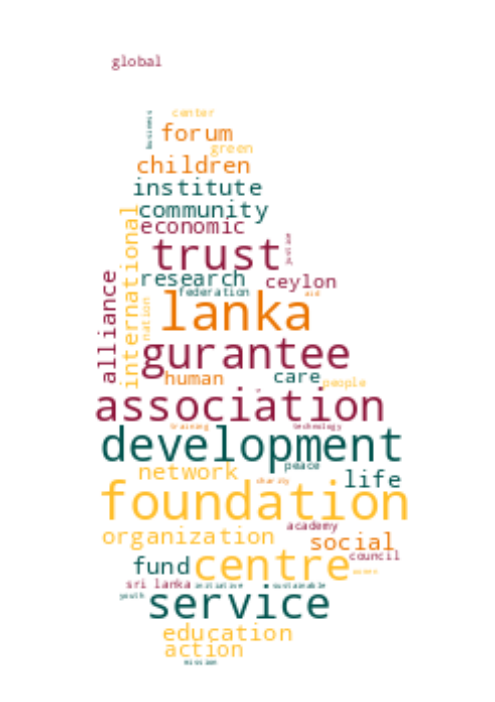 global
center
business
forum
green
children
institute
community
economic
international
trust
research
ceylon
federation
aid
alliance
nation
lanka
gurantee
human
care
people
association
training
technology
development
peace
network
charity
life
foundation
academy
organization
social
council
fund
centre
women
sri lanka
initiative
sustainable
youth
service
education
action
mission